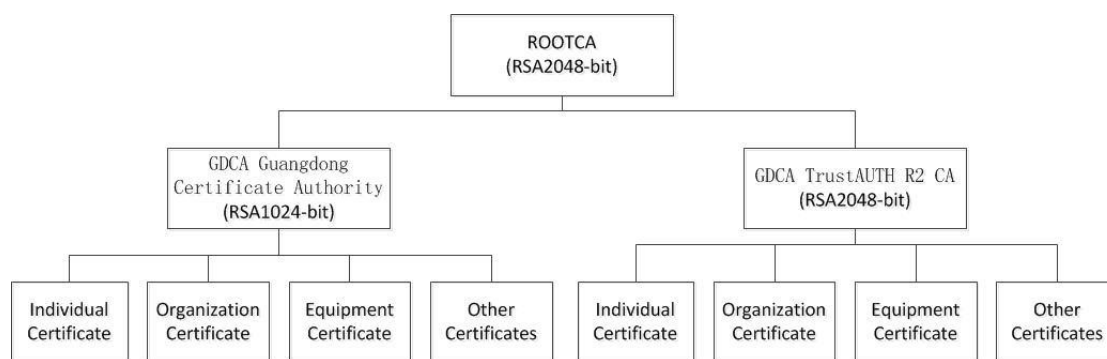 ROOTCA
(RSA2048-bit)
GDCA Guangdong
Certificate Authority
(RSA1024-bit)
GDCA TrustAUTH R2 CA
(RSA2048-bit)
Individual
Certificate
Organization
Certificate
Equipment
Certificate
Other
Certificates
Individual
Certificate
Organization
Certificate
Equipment
Certificate
Other
Certificates